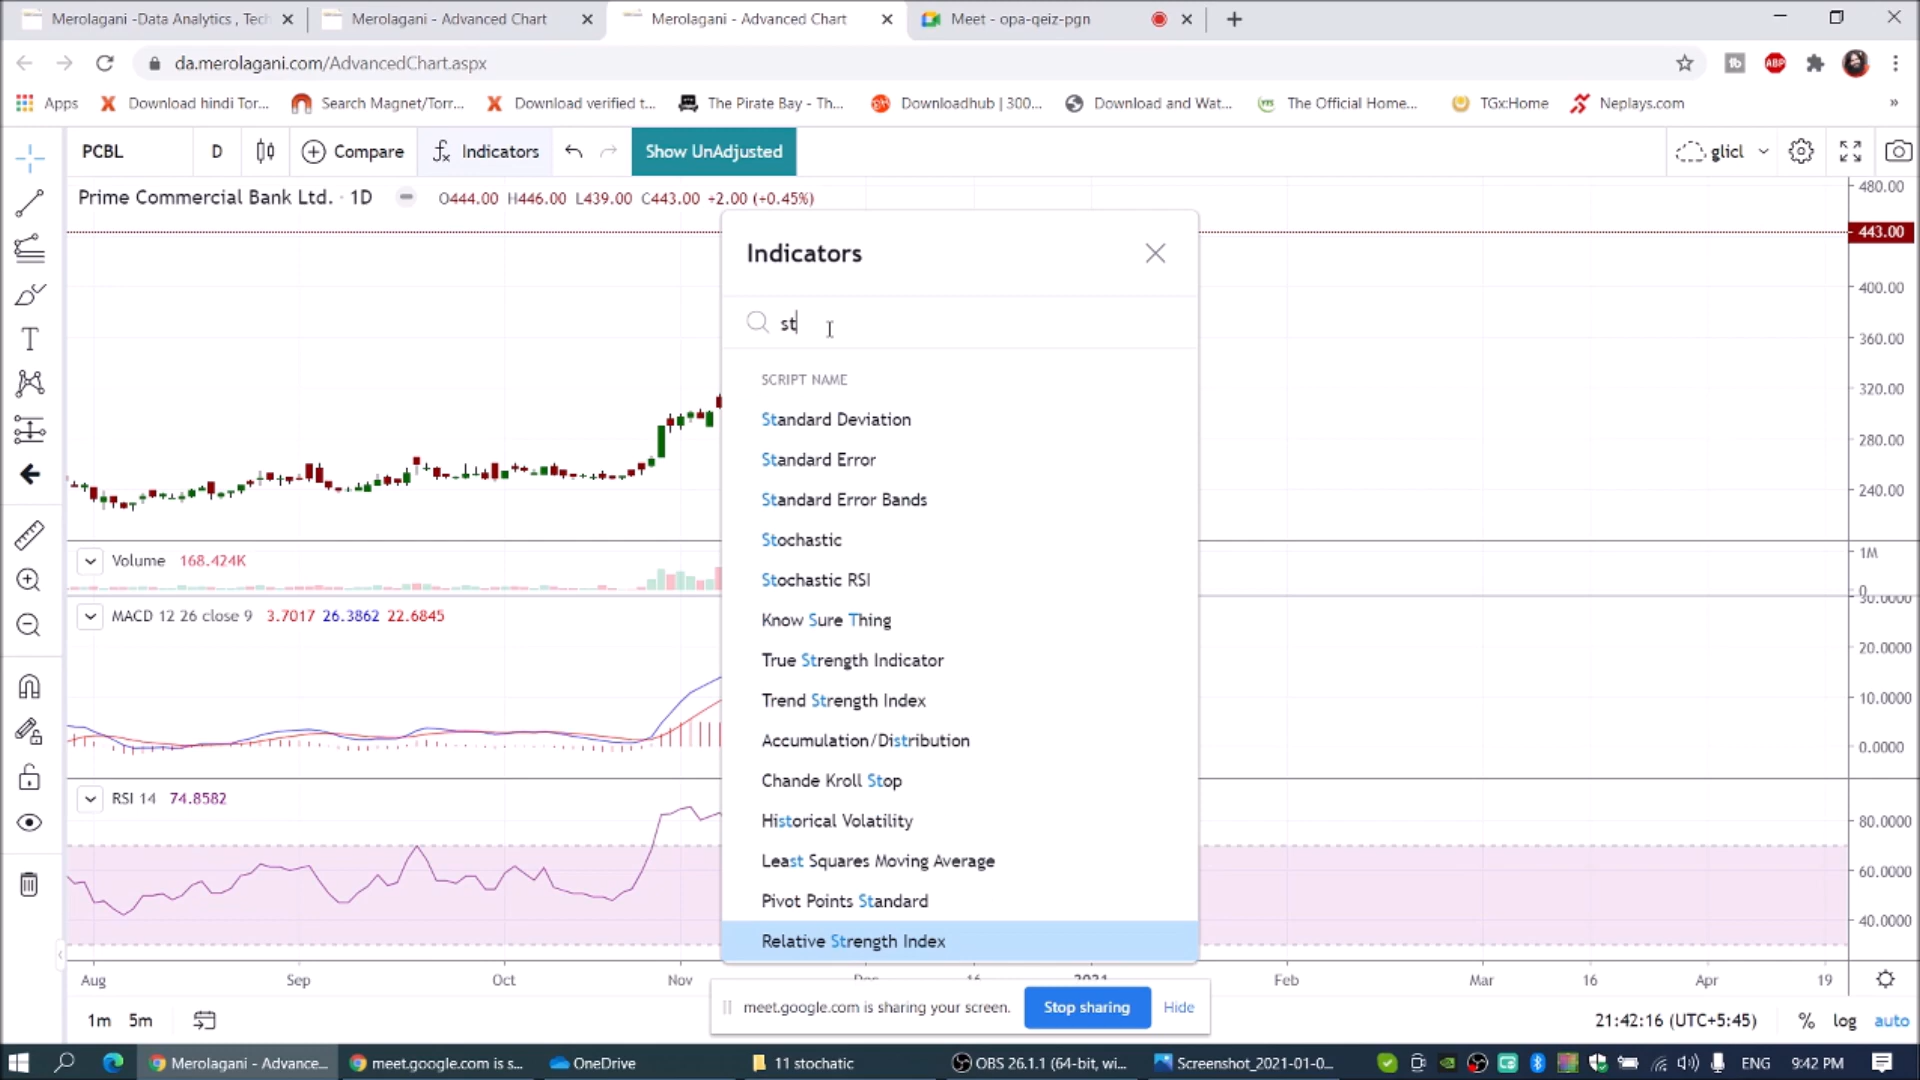 Merolagani -Data Analytics , Tech
Merolagani - Advanced Chart
Merolagani - Advanced Chart
Meet - opa-qeiz-pgn
da.merolagani.com/AdvancedChart.aspx
Apps
Download hindi Tor...
Search Magnet/Torr...
Download verified t...
The Pirate Bay - Th...
Downloadhub | 300...
Download and Wat...
The Official Home...
TGx:Home
Neplays.com
PCBL
D
Compare
Indicators
Show UnAdjusted
glicl
Prime Commercial Bank Ltd. · 1D
O444.00 H446.00 L439.00 C443.00 +2.00 (+0.45%)
480.00
443.00
400.00
360.00
320.00
280.00
240.00
Indicators
st
SCRIPT NAME
Standard Deviation
Standard Error
Standard Error Bands
Stochastic
Stochastic RSI
Know Sure Thing
True Strength Indicator
Trend Strength Index
Accumulation/Distribution
Chande Kroll Stop
Historical Volatility
Least Squares Moving Average
Pivot Points Standard
Relative Strength Index
Volume 168.424K
1M
0
MACD 12 26 close 9 3.7017 26.3862 22.6845
30.0000
20.0000
10.0000
0.0000
RSI 14 74.8582
80.0000
60.0000
40.0000
Aug Sep Oct Nov Dec 16 2021 Feb Mar 16 Apr 19
1m 5m
meet.google.com is sharing your screen.
Stop sharing
Hide
21:42:16 (UTC+5:45)
% log auto
Merolagani - Advance...
meet.google.com is s...
OneDrive
11 stochatic
OBS 26.1.1 (64-bit, wi...
Screenshot_2021-01-0...
ENG
9:42 PM